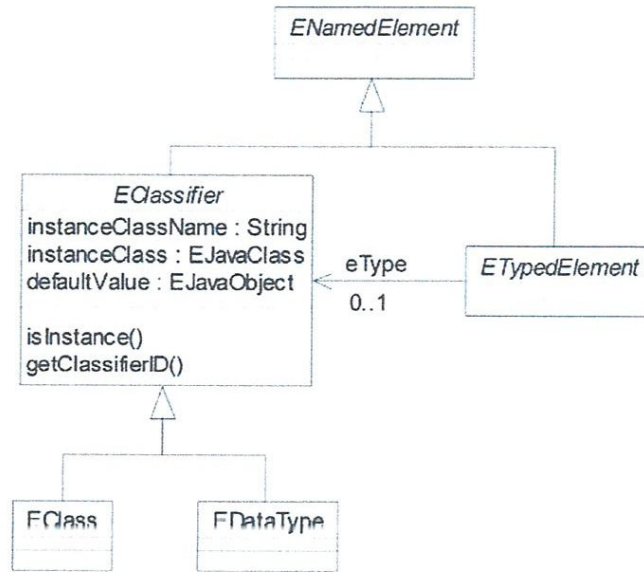 ENamedElement
EClassifier
instanceClassName : String
instanceClass : EJavaClass
defaultValue : EJavaObject
isInstance()
getClassifierID()
eType
0..1
ETypedElement
EClass
EDataType